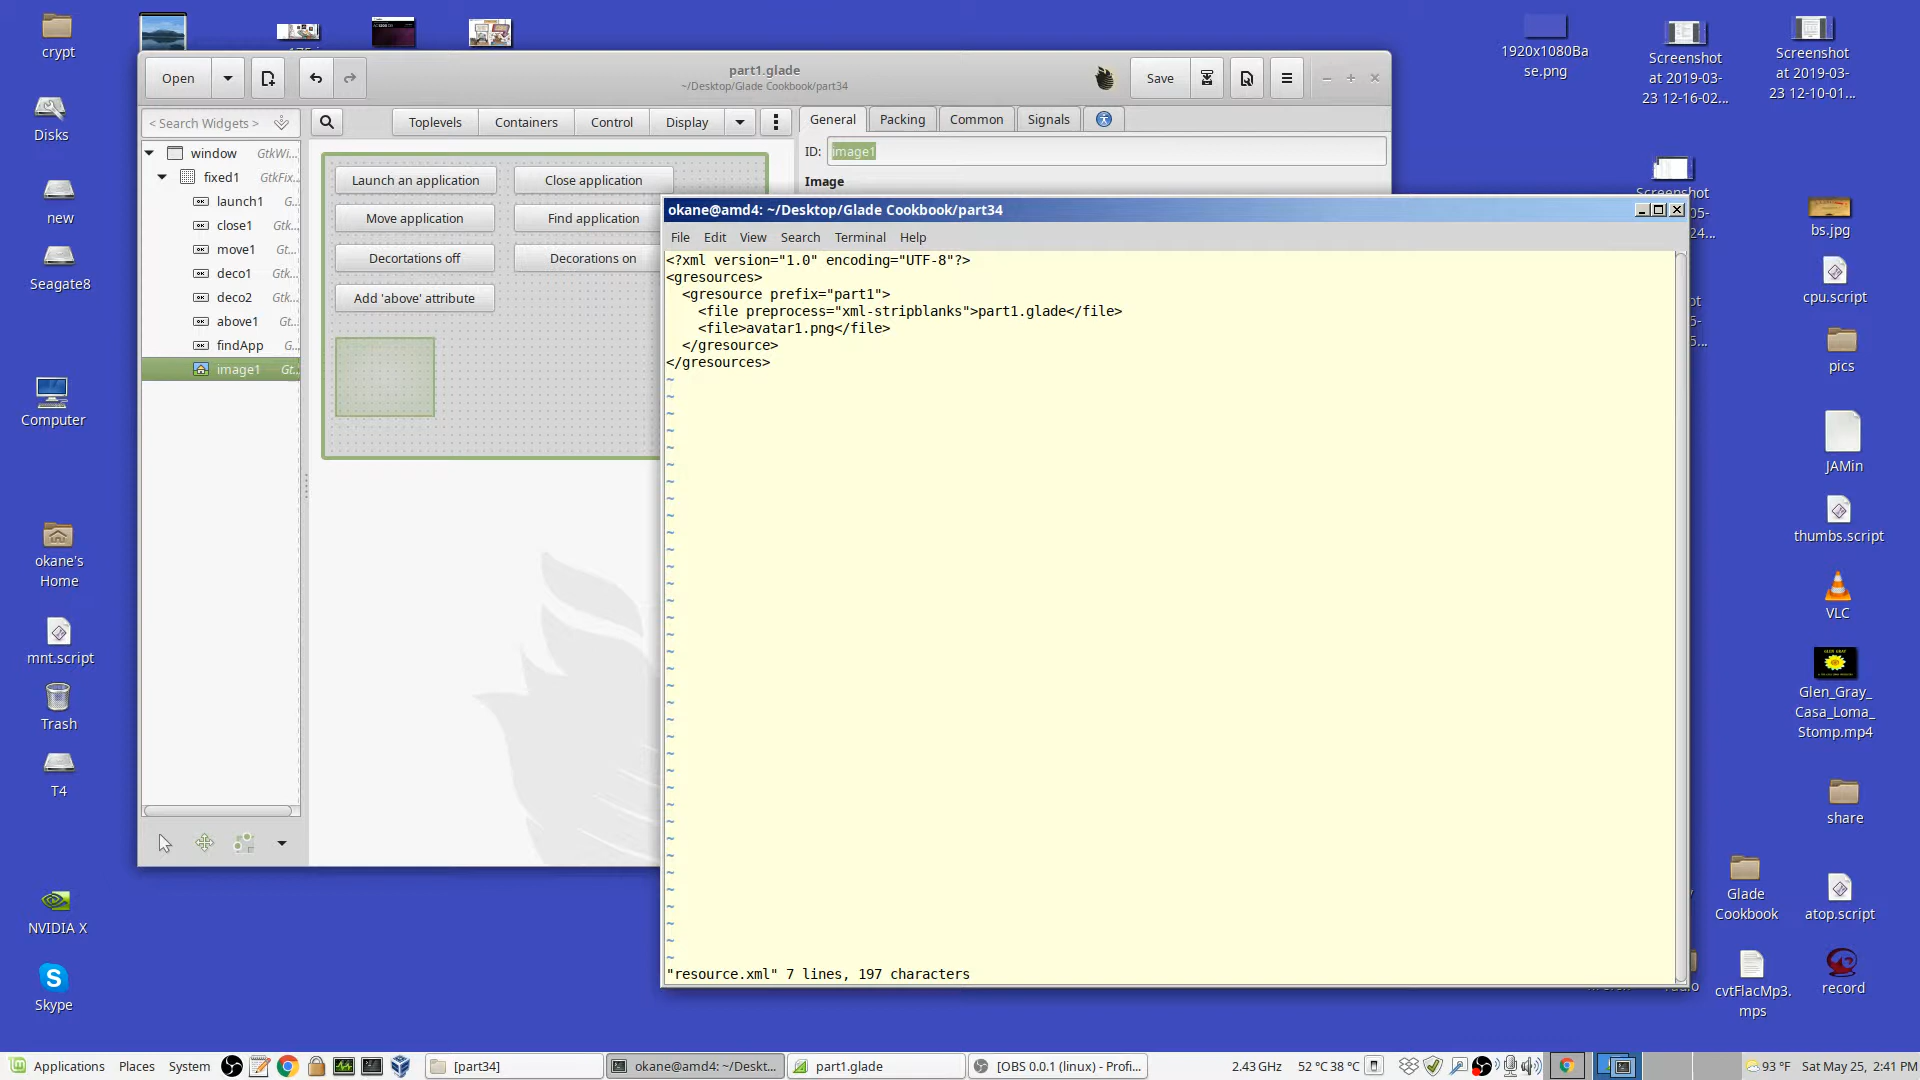 crypt
Disks
new
Seagate8
Computer
okane's
Home
mnt.script
Trash
T4
NVIDIA X
Skype
Open
part1.glade
~/Desktop/Glade Cookbook/part34
Save
< Search Widgets >
Toplevels
Containers
Control
Display
General
Packing
Common
Signals
window GtkWi...
fixed1 GtkFix
launch1 G...
close1 Gtk...
move1 Gt...
deco1 Gtk
deco2 Gtk...
above1 Gt...
findApp G...
image1 Gt...
Launch an application
Close application
Move application
Find application
Decortations off
Decorations on
Add 'above' attribute
ID: image1
Image
okane@amd4: ~/Desktop/Glade Cookbook/part34
File Edit View Search Terminal Help
<?xml version="1.0" encoding="UTF-8"?>
<gresources>
<gresource prefix="part1">
<file preprocess="xml-stripblanks">part1.glade</file>
<file>avatar1.png</file>
</gresource>
</gresources>
"resource.xml" 7 lines, 197 characters
1920x1080Ba
se.png
Screenshot
at 2019-03-
23 12-16-02...
Screenshot
at 2019-03-
23 12-10-01...
bs.jpg
cpu.script
pics
JAMin
thumbs.script
VLC
Glen_Gray_
Casa_Loma_
Stomp.mp4
share
Glade
Cookbook
atop.script
cvtFlacMp3.
mps
record
Applications Places System
[part34]
okane@amd4: ~/Deskt...
part1.glade
[OBS 0.0.1 (linux) - Profi...
2.43 GHz
52 °C 38 °C
93 °F
Sat May 25, 2:41 PM